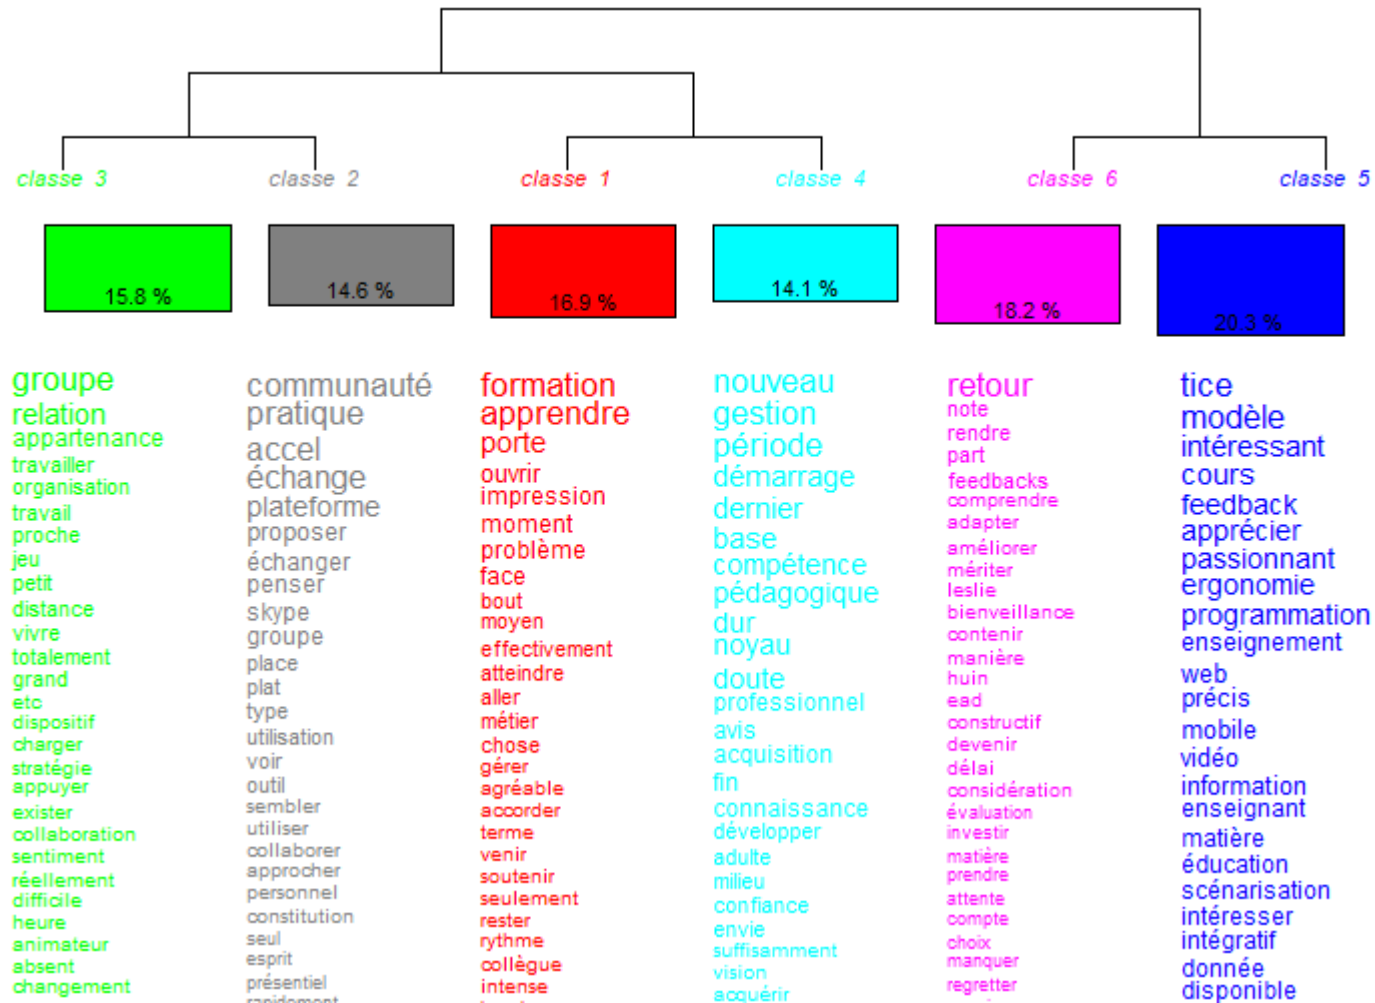 classe 3
classe 2
classe 1
classe 4
classe 6
classe 5
15.8 %
14.6 %
16.9 %
14.1 %
18.2 %
20.3 %
groupe
relation
appartenance
travailler
organisation
travail
proche
jeu
petit
distance
vivre
totalement
grand
etc
dispositif
charger
stratégie
appuyer
exister
collaboration
sentiment
réellement
difficile
heure
animateur
absent
changement
communauté
pratique
accel
échange
plateforme
proposer
échanger
penser
skype
groupe
place
plat
type
utilisation
voir
outil
sembler
utiliser
collaborer
approcher
personnel
constitution
seul
esprit
présentiel
rapidement
formation
apprendre
porte
ouvrir
impression
moment
problème
face
bout
moyen
effectivement
atteindre
aller
métier
chose
gérer
agréable
accorder
terme
venir
soutenir
seulement
rester
rythme
collègue
intense
nouveau
gestion
période
démarrage
dernier
base
compétence
pédagogique
dur
noyau
doute
professionnel
avis
acquisition
fin
connaissance
développer
adulte
milieu
confiance
envie
suffisamment
vision
acquérir
retour
note
rendre
part
feedbacks
comprendre
adapter
améliorer
mériter
leslie
bienveillance
contenir
manière
huin
ead
constructif
devenir
délai
considération
évaluation
investir
matière
prendre
attente
compte
choix
manquer
regretter
tice
modèle
intéressant
cours
feedback
apprécier
passionnant
ergonomie
programmation
enseignement
web
précis
mobile
vidéo
information
enseignant
matière
éducation
scénarisation
intéresser
intégratif
donnée
disponible